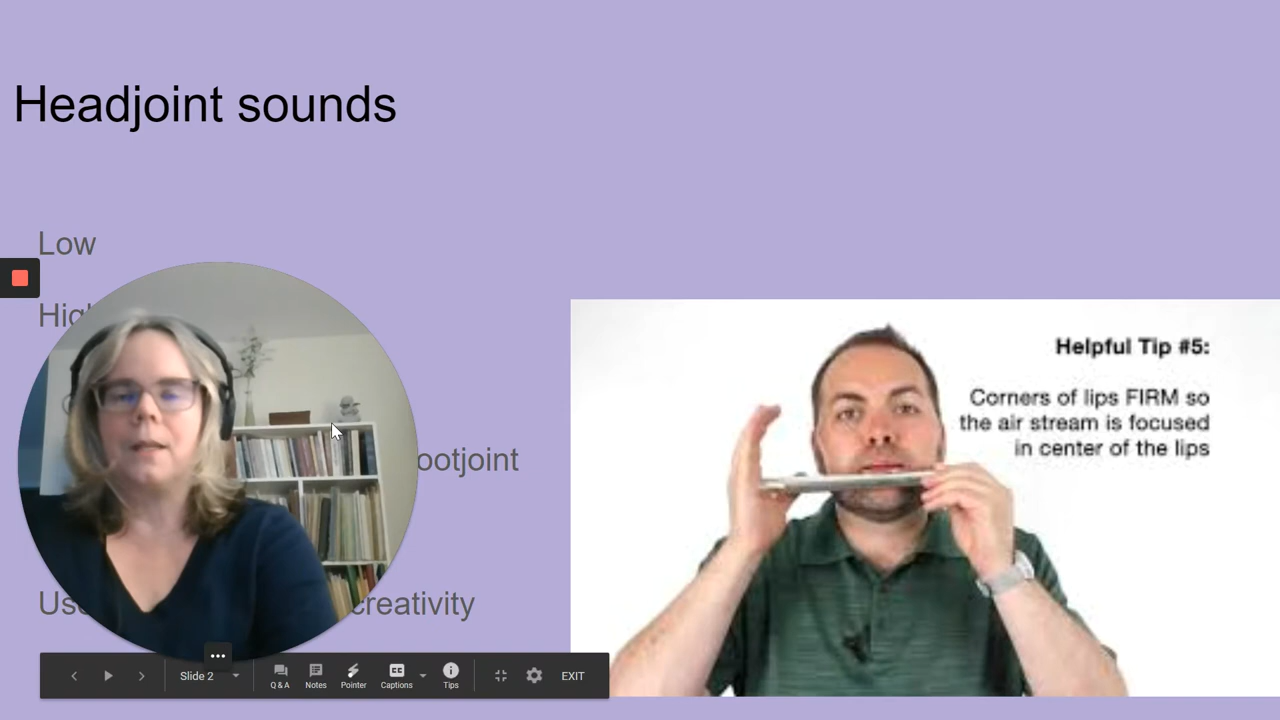 Headjoint sounds
Low
ootjoint
creativity
Helpful Tip #5:
Corners of lips FIRM so
the air stream is focused
in center of the lips
Slide 2
Q & A
Notes
Pointer
CC
Captions
Tips
EXIT